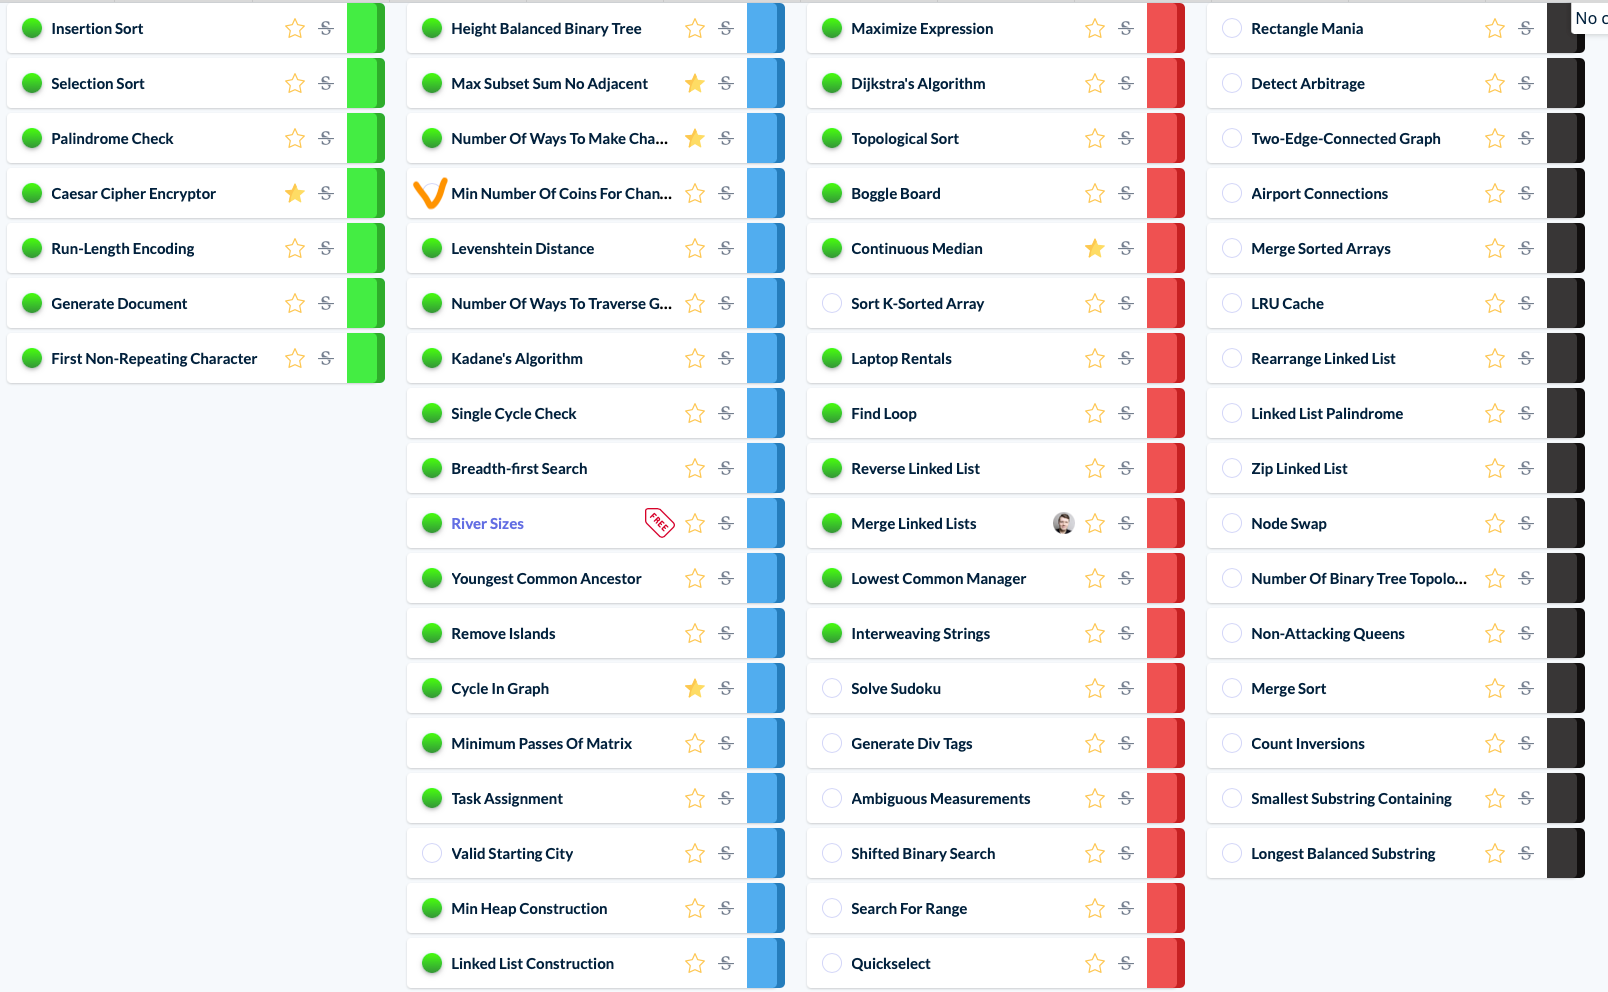 Insertion Sort
Selection Sort
Palindrome Check
Caesar Cipher Encryptor
Run-Length Encoding
Generate Document
First Non-Repeating Character
Height Balanced Binary Tree
Max Subset Sum No Adjacent
Number Of Ways To Make Cha...
Min Number Of Coins For Chan...
Levenshtein Distance
Number Of Ways To Traverse G...
Kadane's Algorithm
Single Cycle Check
Breadth-first Search
River Sizes
FREE
Youngest Common Ancestor
Remove Islands
Cycle In Graph
Minimum Passes Of Matrix
Task Assignment
Valid Starting City
Min Heap Construction
Linked List Construction
Maximize Expression
Dijkstra's Algorithm
Topological Sort
Boggle Board
Continuous Median
Sort K-Sorted Array
Laptop Rentals
Find Loop
Reverse Linked List
Merge Linked Lists
Lowest Common Manager
Interweaving Strings
Solve Sudoku
Generate Div Tags
Ambiguous Measurements
Shifted Binary Search
Search For Range
Quickselect
No c
Rectangle Mania
Detect Arbitrage
Two-Edge-Connected Graph
Airport Connections
Merge Sorted Arrays
LRU Cache
Rearrange Linked List
Linked List Palindrome
Zip Linked List
Node Swap
Number Of Binary Tree Topolo...
Non-Attacking Queens
Merge Sort
Count Inversions
Smallest Substring Containing
Longest Balanced Substring